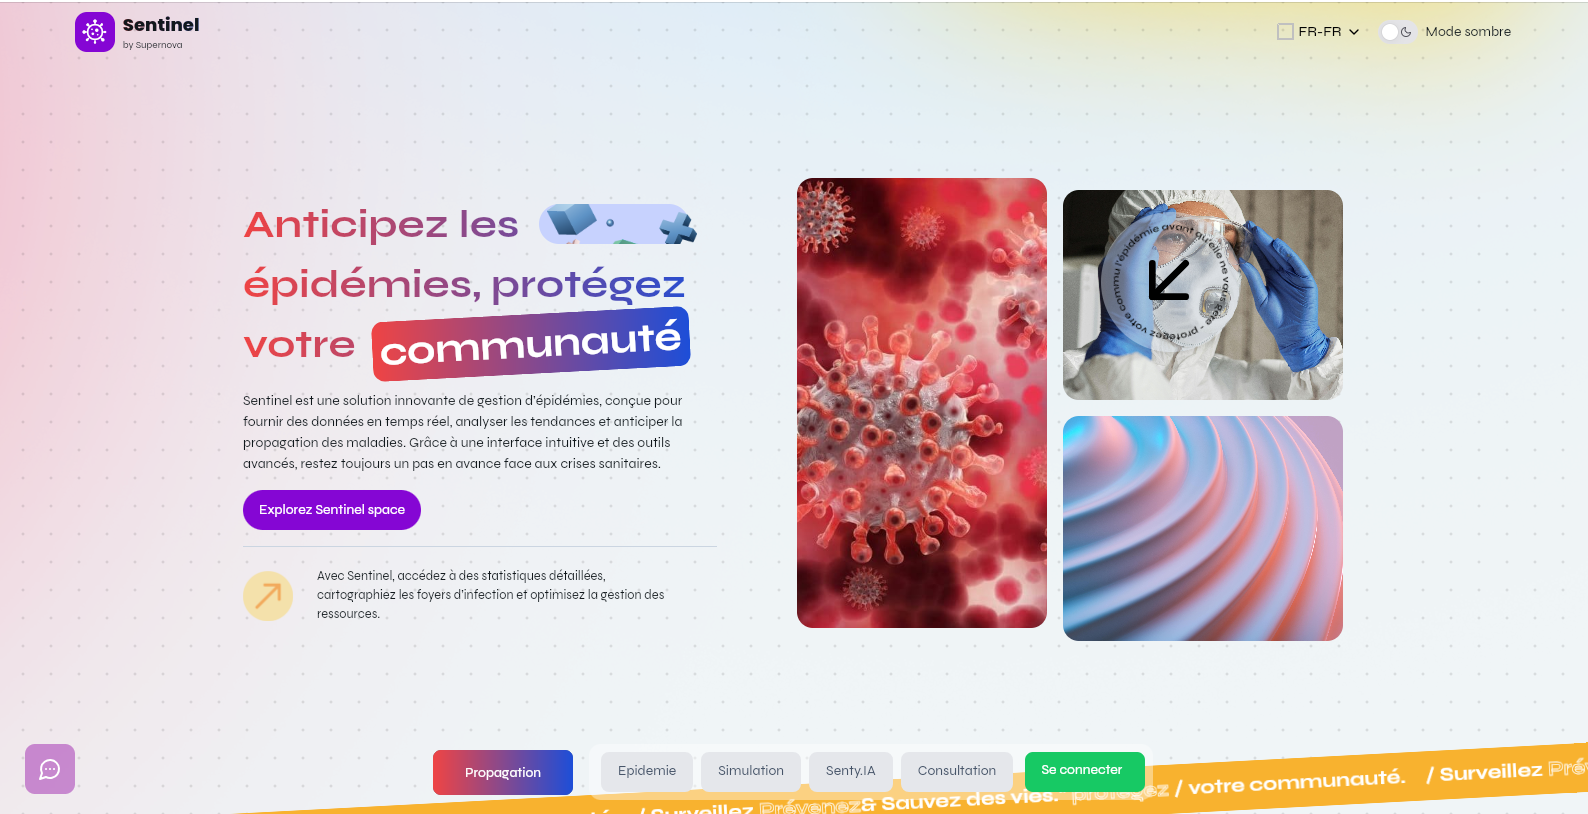 Sentinel
by Supernova
FR-FR
Mode sombre
Anticipez les
épidémies, protégez
votre communauté
Sentinel est une solution innovante de gestion d'épidémies, conçue pour
fournir des données en temps réel, analyser les tendances et anticiper la
propagation des maladies. Grâce à une interface intuitive et des outils
avancés, restez toujours un pas en avance face aux crises sanitaires.
Explorez Sentinel space
Avec Sentinel, accédez à des statistiques détaillées,
cartographiez les foyers d'infection et optimisez la gestion des
ressources.
l'épidémie avant qu'elle ne vous - protégez votre commu
Propagation
Epidemie
Simulation
Senty.IA
Consultation
Se connecter
/ Surveillez Prévenez & Sauvez des vies. protégez / votre communauté. / Surveillez